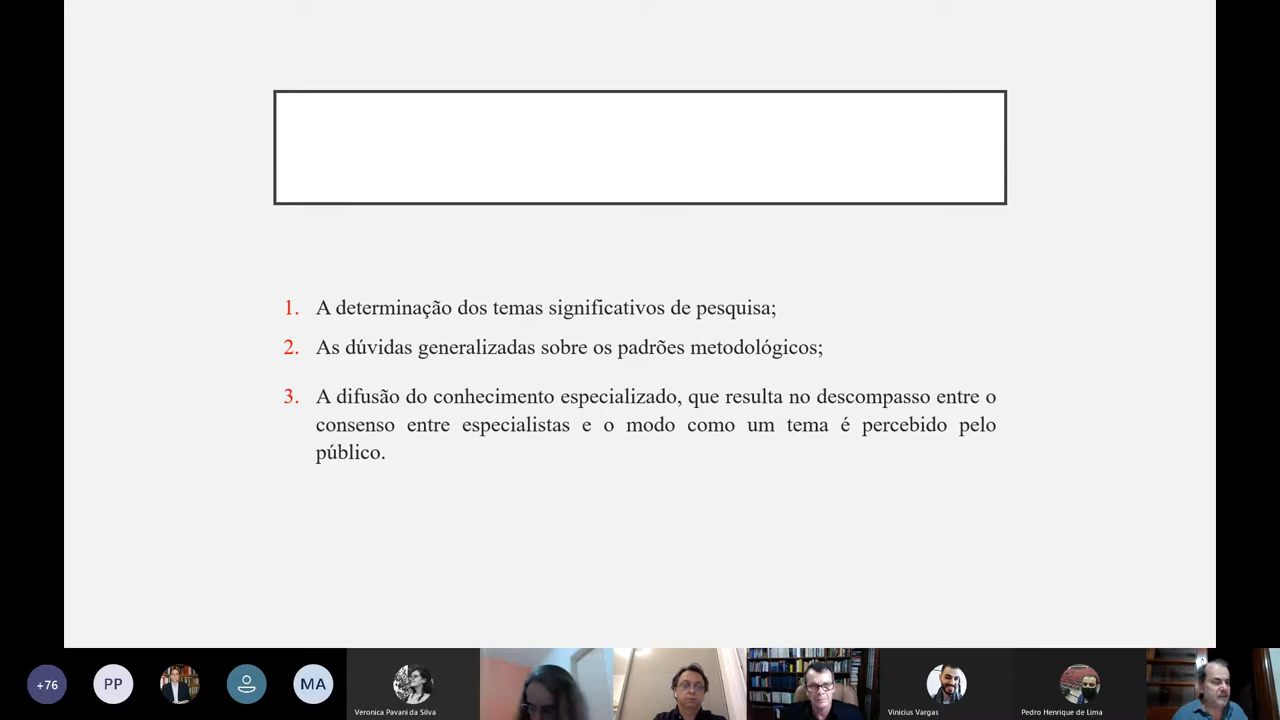 1. A determinação dos temas significativos de pesquisa;
2. As dúvidas generalizadas sobre os padrões metodológicos;
3. A difusão do conhecimento especializado, que resulta no descompasso entre o
consenso entre especialistas e o modo como um tema é percebido pelo
público.
+76
PP
MA
Veronica Pavani da Silva
Vinicius Vargas
Pedro Henrique de Lima